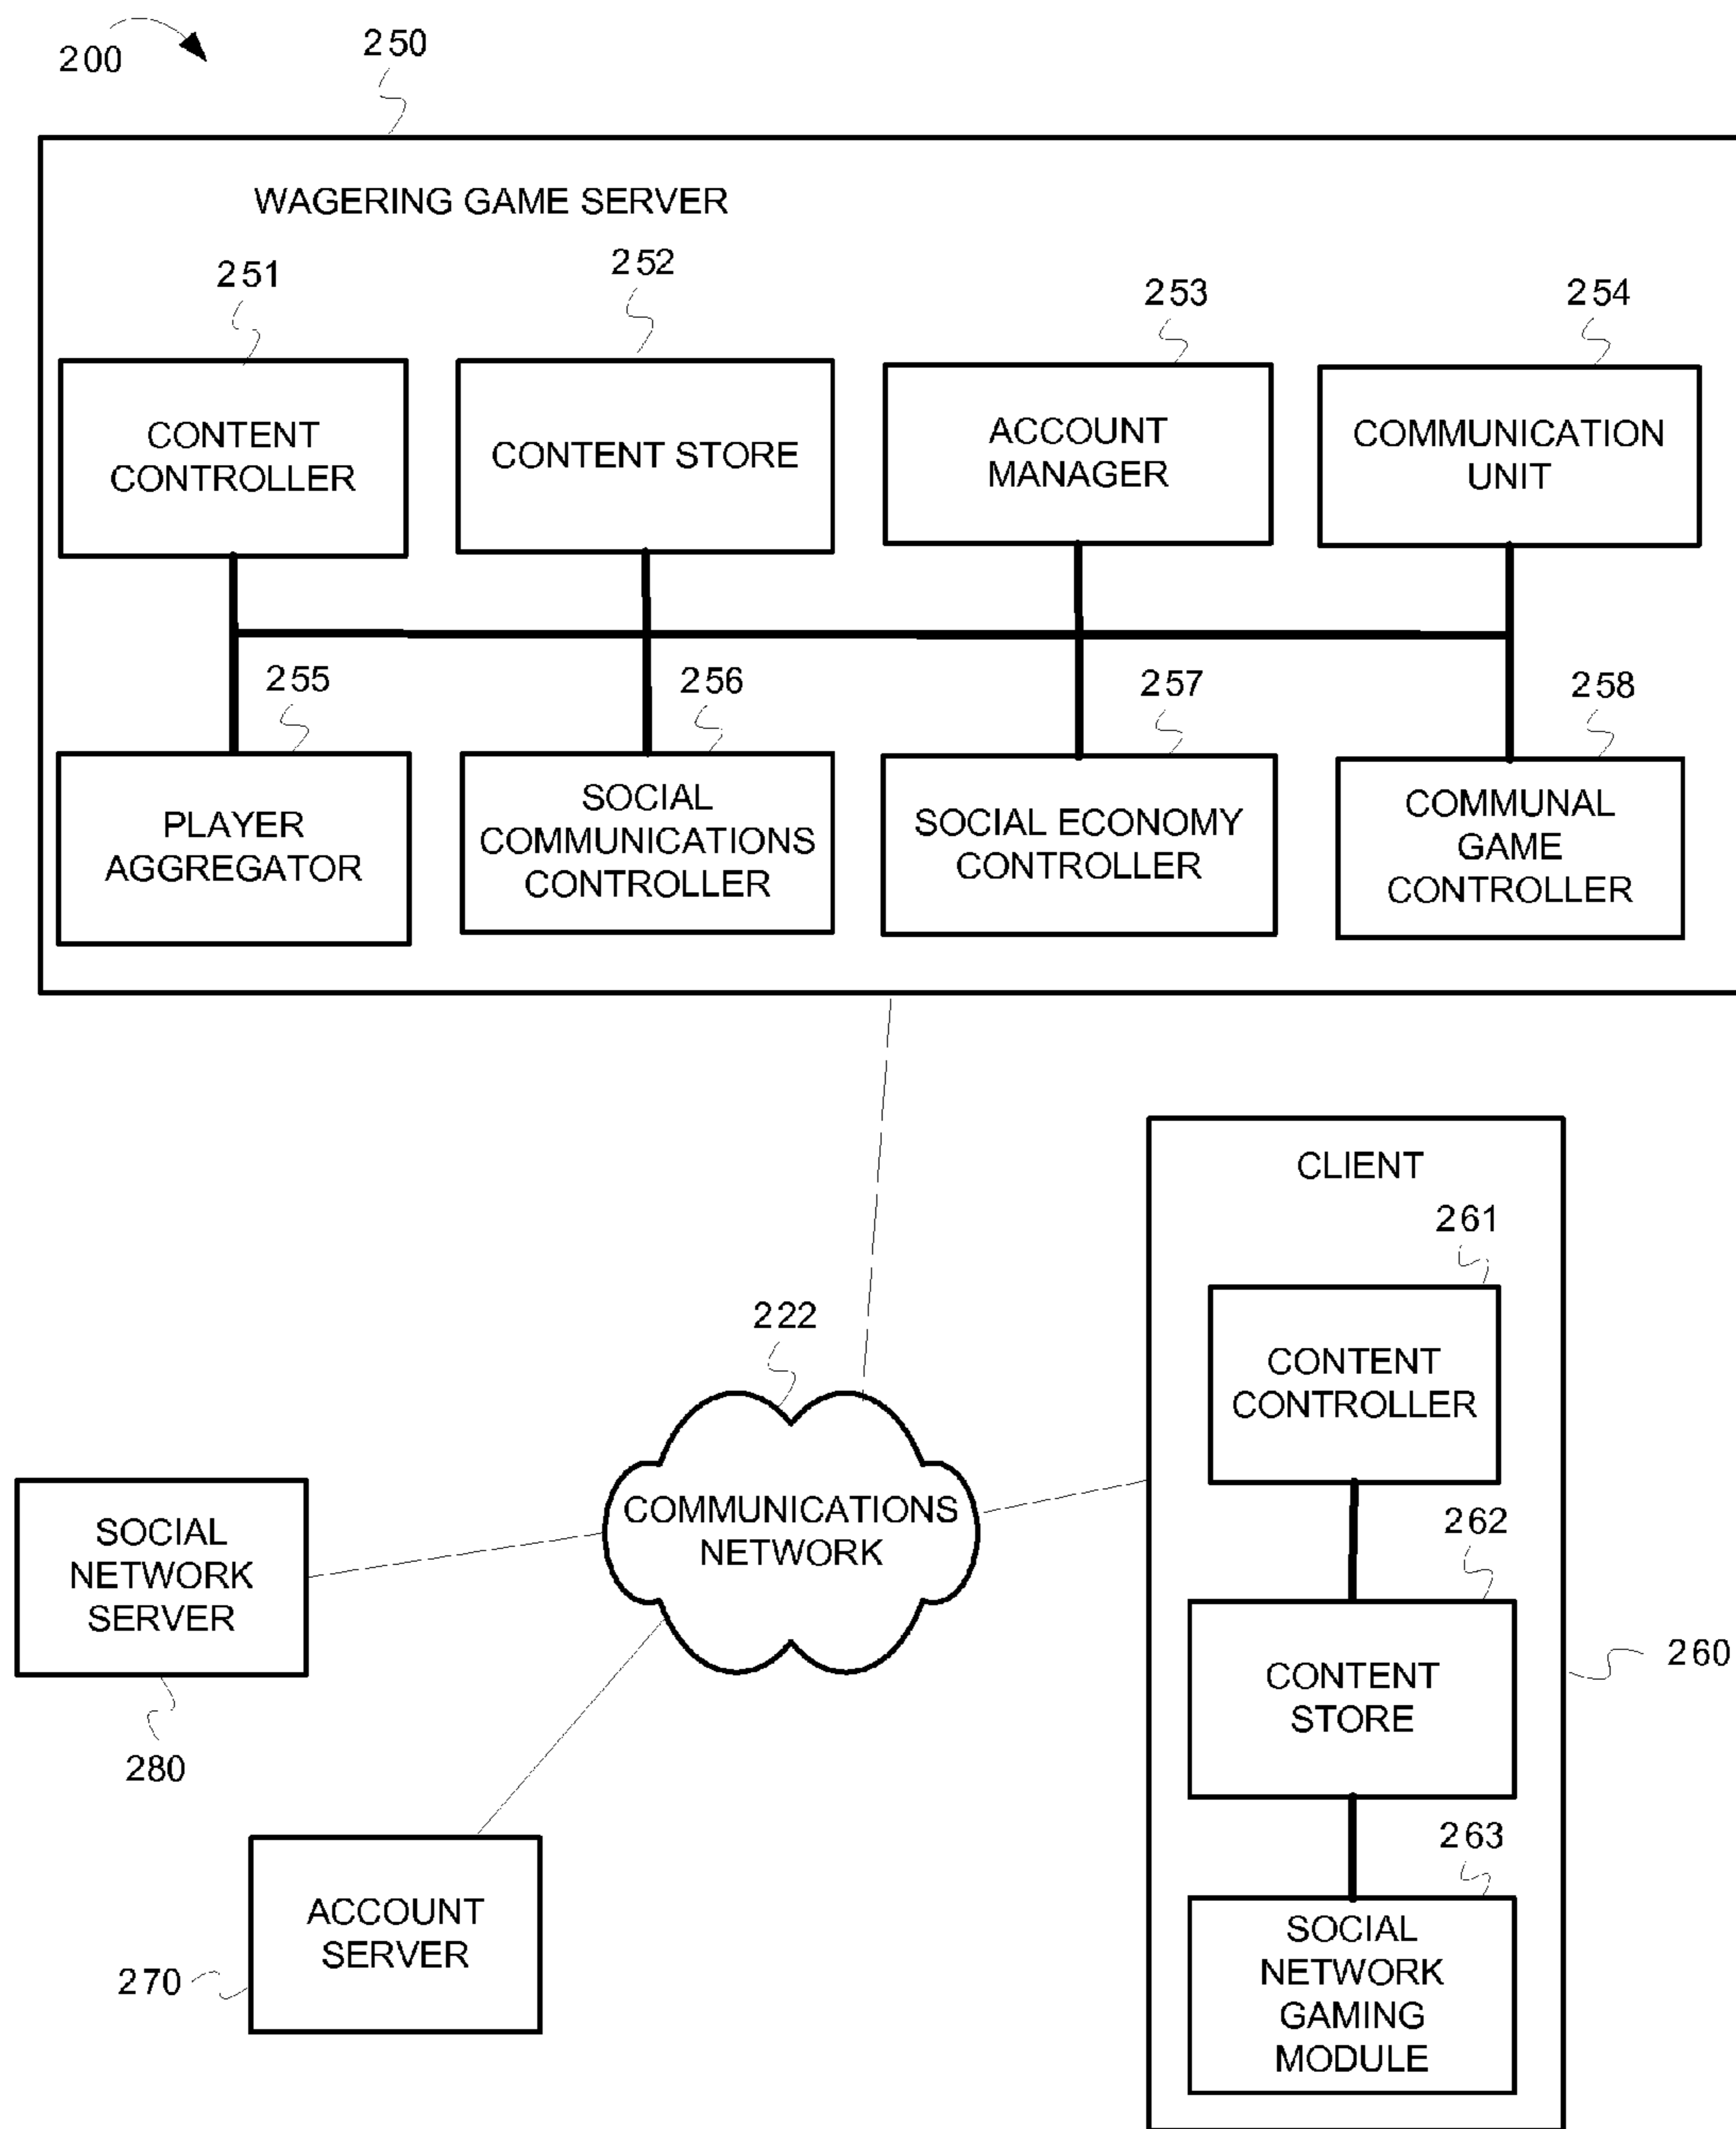 200
250
WAGERING GAME SERVER
251
252
253
254
CONTENT
CONTROLLER
CONTENT STORE
ACCOUNT
MANAGER
COMMUNICATION
UNIT
255
256
257
258
PLAYER
AGGREGATOR
SOCIAL
COMMUNICATIONS
CONTROLLER
SOCIAL ECONOMY
CONTROLLER
COMMUNAL
GAME
CONTROLLER
CLIENT
261
CONTENT
CONTROLLER
222
COMMUNICATIONS
NETWORK
SOCIAL
NETWORK
SERVER
280
262
CONTENT
STORE
260
263
SOCIAL
NETWORK
GAMING
MODULE
ACCOUNT
SERVER
270